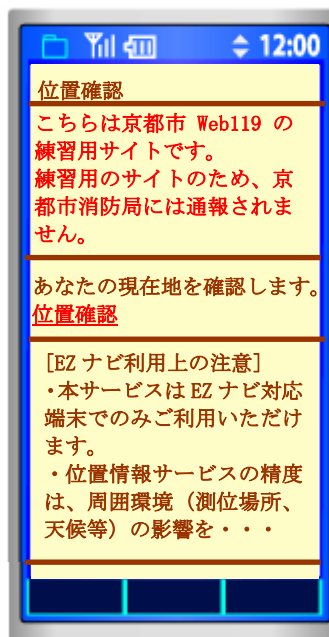 12:00
位置確認
こちらは京都市 Web119 の
練習用サイトです。
練習用のサイトのため、京
都市消防局には通報されま
せん。
あなたの現在地を確認します。
位置確認
[EZ ナビ利用上の注意]
・本サービスは EZ ナビ対応
端末でのみご利用いただけ
ます。
・位置情報サービスの精度
は、周囲環境（測位場所、
天候等）の影響を・・・